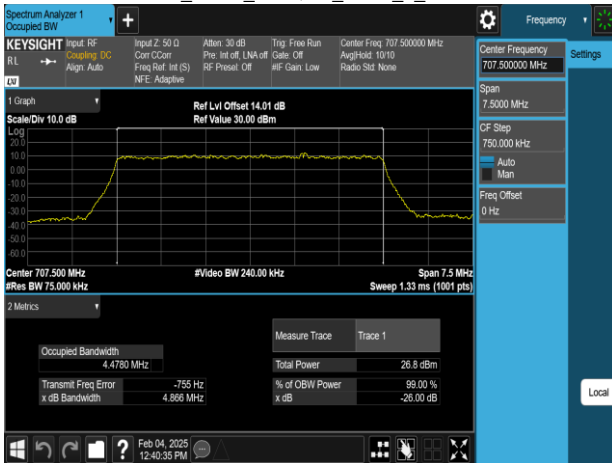 Spectrum Analyzer 1
Occupied BW
+
Frequency
KEYSIGHT
RL
LXI
Input: RF
Coupling: DC
Align: Auto
Input Z: 50 Ω
Corr CCorr
Freq Ref: Int (S)
NFE: Adaptive
Atten: 30 dB
Pre: Int off, LNA off
RF Presel: Off
Trig: Free Run
Gate: Off
#IF Gain: Low
Center Freq: 707.500000 MHz
Avg|Hold: 10/10
Radio Std: None
Center Frequency
707.500000 MHz
Settings
Span
7.5000 MHz
CF Step
750.000 kHz
Auto
Man
Freq Offset
0 Hz
Local
1 Graph
Scale/Div 10.0 dB
Ref Lvl Offset 14.01 dB
Ref Value 30.00 dBm
Log
20.0
10.0
0.00
-10.0
-20.0
-30.0
-40.0
-50.0
-60.0
Center 707.500 MHz
#Res BW 75.000 kHz
#Video BW 240.00 kHz
Span 7.5 MHz
Sweep 1.33 ms (1001 pts)
2 Metrics
Measure Trace Trace 1
Occupied Bandwidth
4.4780 MHz
Total Power 26.8 dBm
Transmit Freq Error -755 Hz
% of OBW Power 99.00 %
x dB Bandwidth 4.866 MHz
x dB -26.00 dB
?
Feb 04, 2025
12:40:35 PM